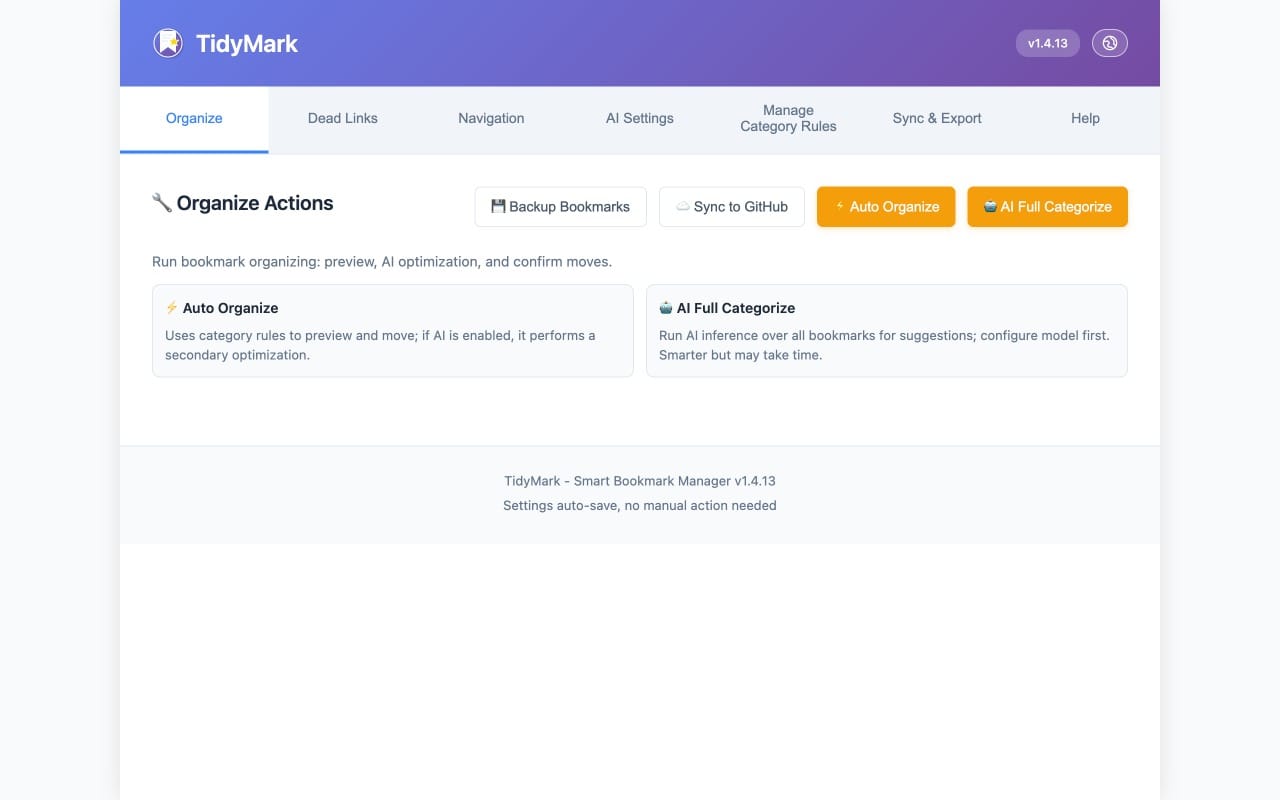 TidyMark
v1.4.13
Organize
Dead Links
Navigation
AI Settings
Manage
Category Rules
Sync & Export
Help
Organize Actions
Backup Bookmarks
Sync to GitHub
Auto Organize
AI Full Categorize
Run bookmark organizing: preview, AI optimization, and confirm moves.
Auto Organize
Uses category rules to preview and move; if AI is enabled, it performs a
secondary optimization.
AI Full Categorize
Run AI inference over all bookmarks for suggestions; configure model first.
Smarter but may take time.
TidyMark - Smart Bookmark Manager v1.4.13
Settings auto-save, no manual action needed